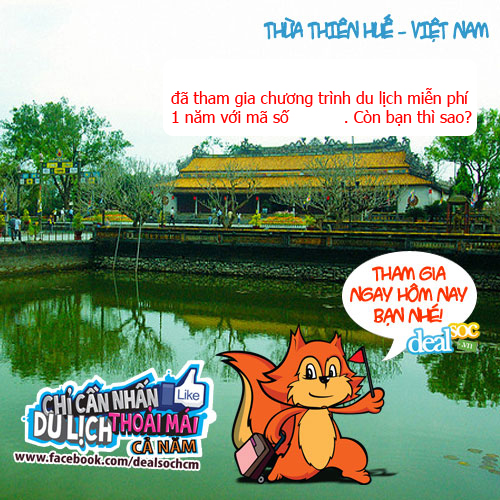 THỪA THIÊN HUẾ - VIỆT NAM
đã tham gia chương trình du lịch miễn phí
1 năm với mã số . Còn bạn thì sao?
THAM GIA
NGAY HÔM NAY
BẠN NHÉ!
dealsoc
.vn
CHỈ CẦN NHẤN Like
DU LỊCH THOẢI MÁI
CẢ NĂM
www.facebook.com/dealsochcm